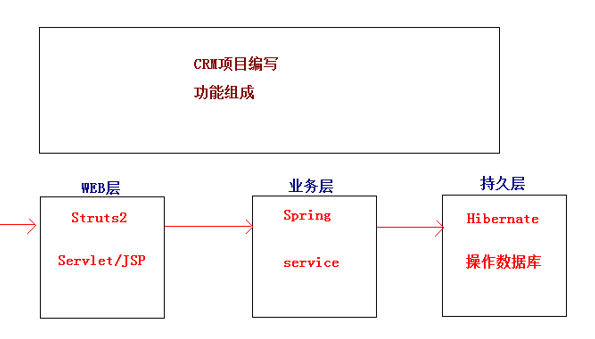 CRM项目编写
功能组成
WEB层
业务层
持久层
Struts2
Spring
Hibernate
Servlet/JSP
service
操作数据库